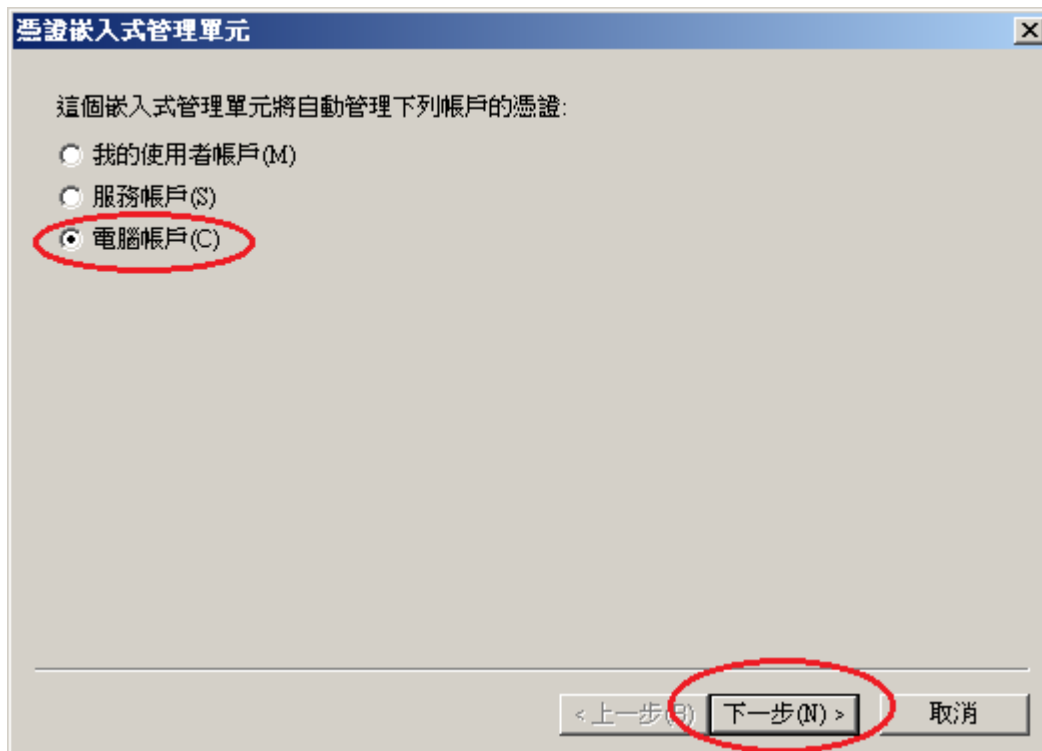 憑證嵌入式管理單元
這個嵌入式管理單元將自動管理下列帳戶的憑證:
我的使用者帳戶(M)
服務帳戶(S)
電腦帳戶(C)
<上一步(B) 下一步(N) > 取消